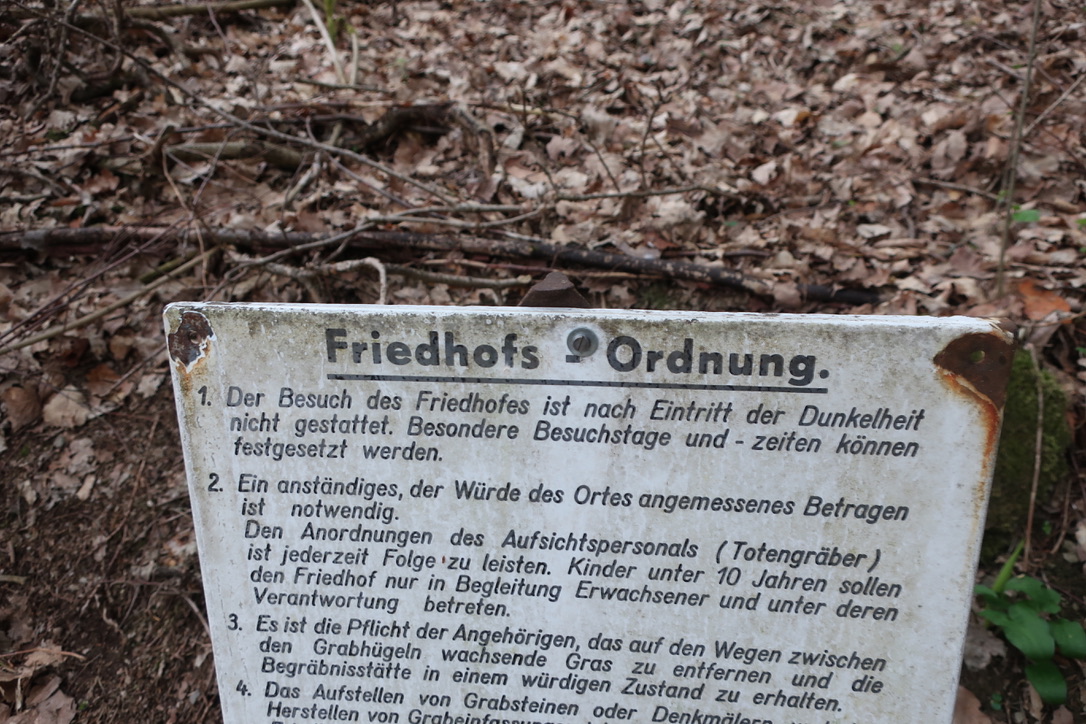 Friedhofs - Ordnung.
1. Der Besuch des Friedhofes ist nach Eintritt der Dunkelheit
nicht gestattet. Besondere Besuchstage und - zeiten können
festgesetzt werden.
2. Ein anständiges, der Würde des Ortes angemessenes Betragen
ist notwendig.
Den Anordnungen des Aufsichtspersonals (Totengräber)
ist jederzeit Folge zu leisten. Kinder unter 10 Jahren sollen
den Friedhof nur in Begleitung Erwachsener und unter deren
Verantwortung betreten.
3. Es ist die Pflicht der Angehörigen, das auf den Wegen zwischen
den Grabhügeln wachsende Gras zu entfernen und die
Begräbnisstätte in einem würdigen Zustand zu erhalten.
4. Das Aufstellen von Grabsteinen oder Denkmälern
Herstellen von